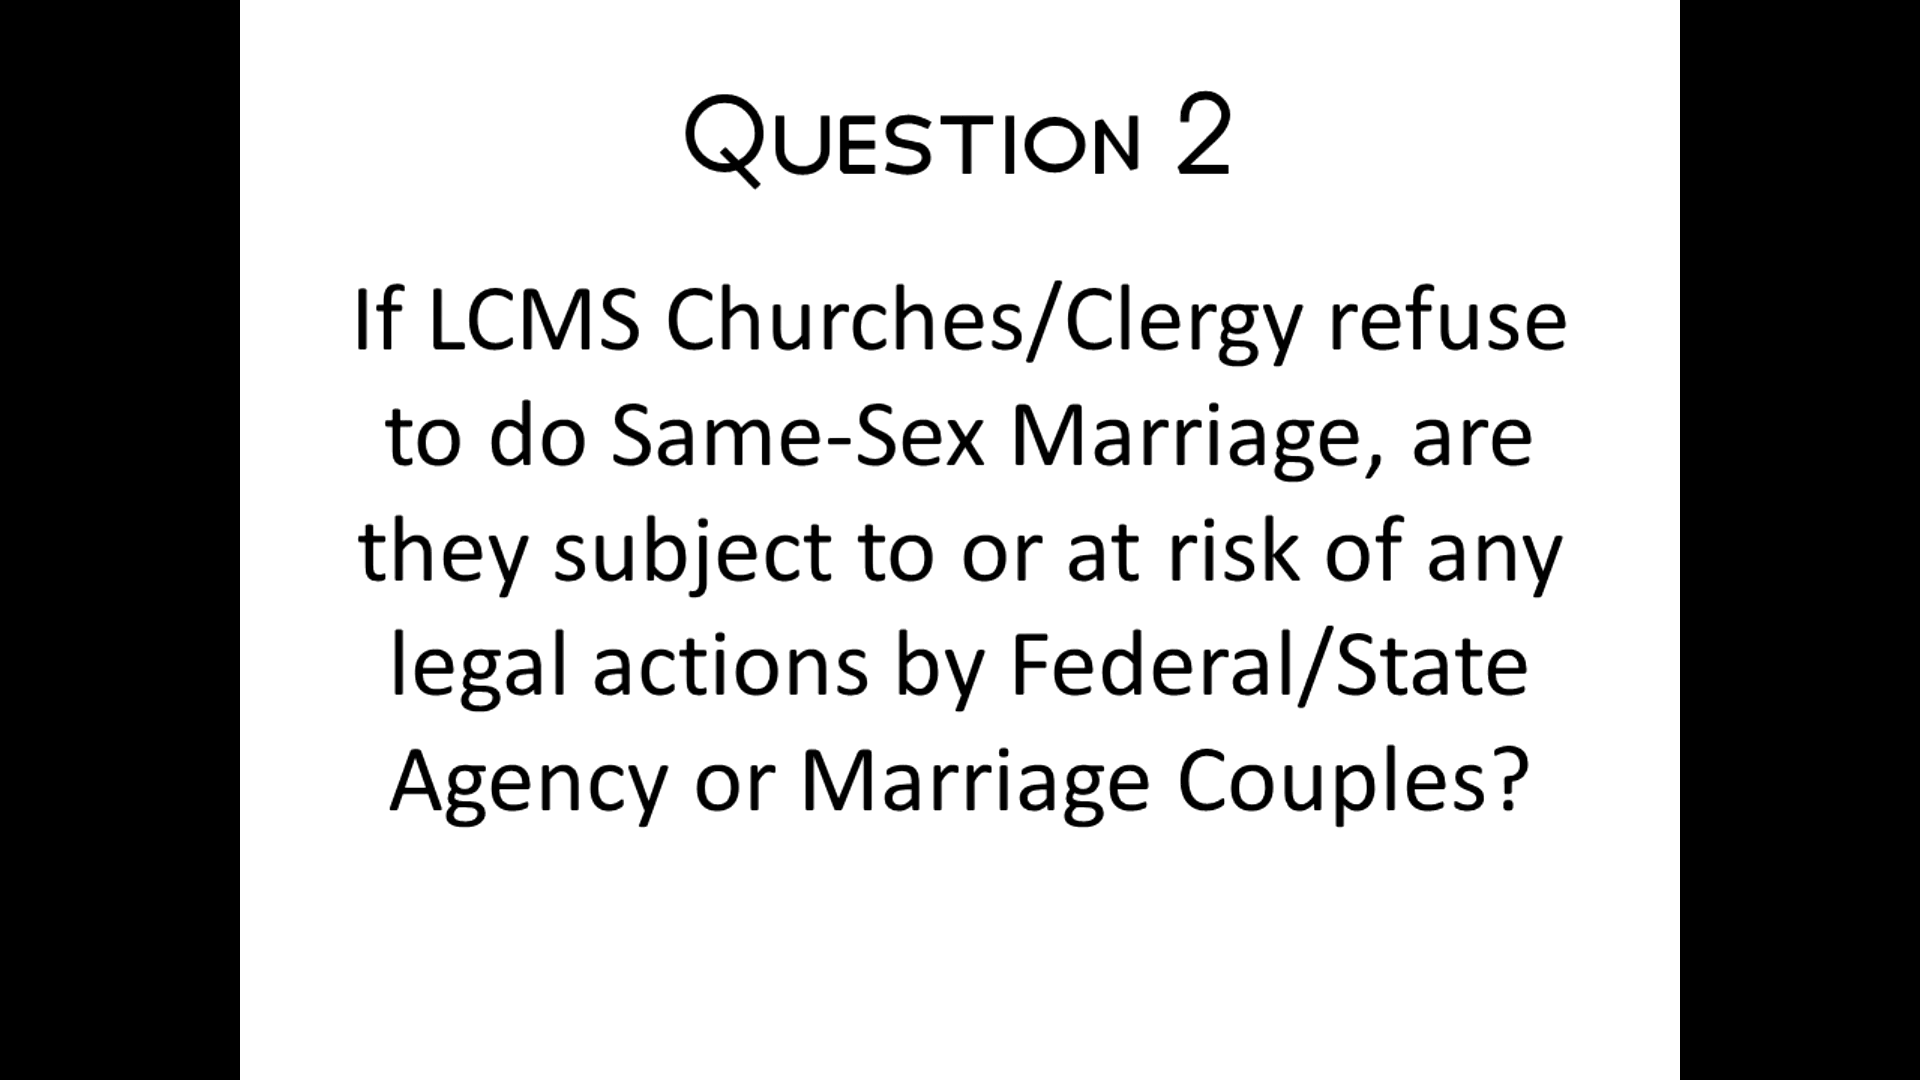 Question 2
If LCMS Churches/Clergy refuse
to do Same-Sex Marriage, are
they subject to or at risk of any
legal actions by Federal/State
Agency or Marriage Couples?